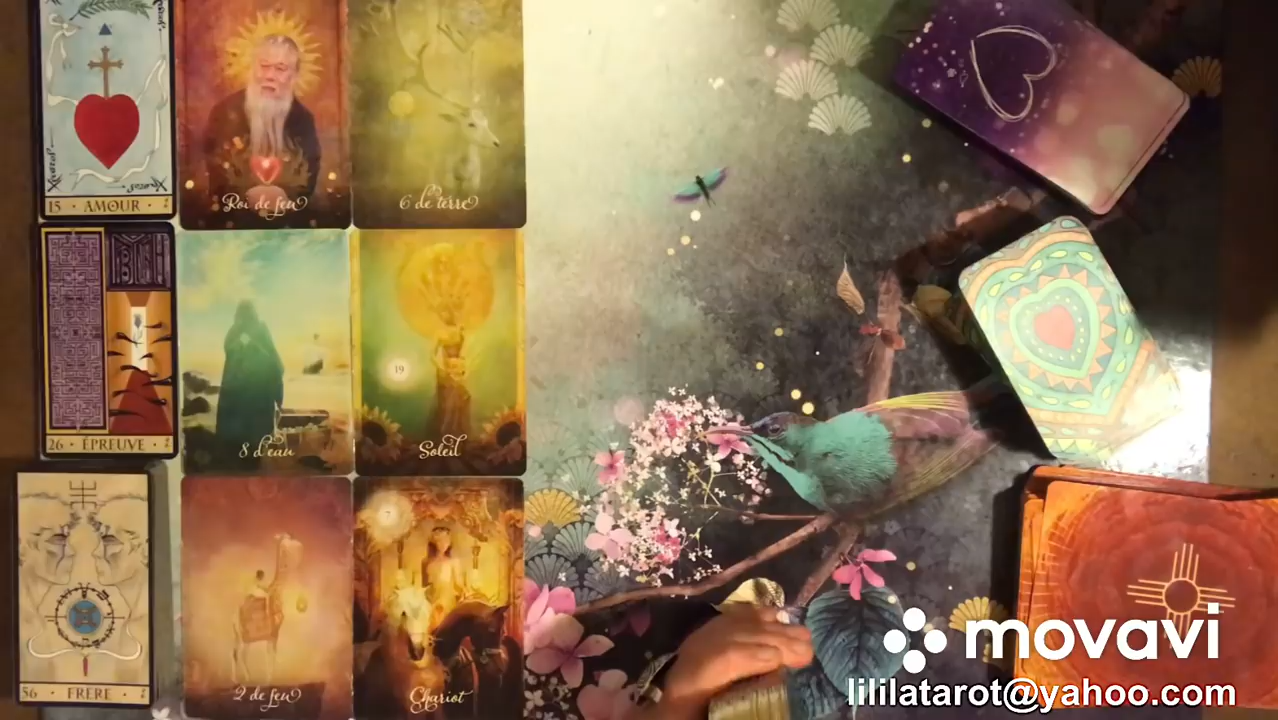 15 · AMOUR ·
Roi de feu
6 de terre
26 · ÉPREUVE ·
8 d'eau
19
Soleil
56 · FRERE ·
2 de feu
7
Chariot
movavi
lililatarot@yahoo.com